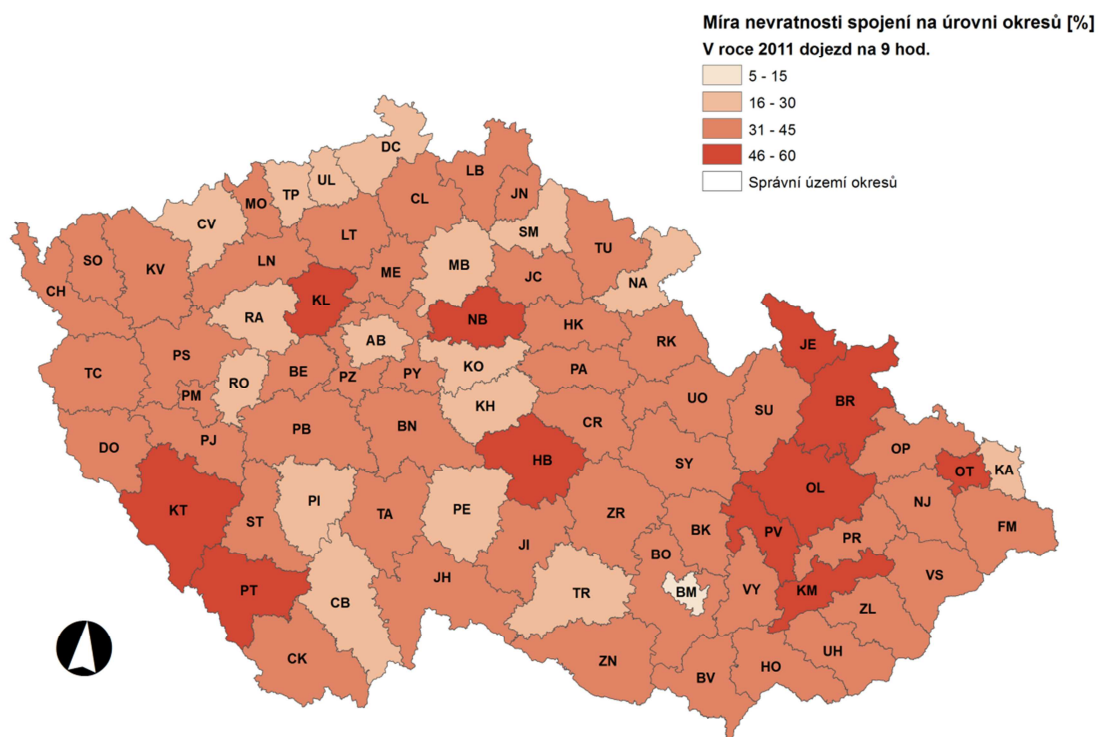 Míra nevratnosti spojení na úrovni okresů [%]
V roce 2011 dojezd na 9 hod.
5 - 15
16 - 30
31 - 45
46 - 60
Správní území okresů
DC
UL
TP
MO
CV
LB
CL
JN
SM
LT
TU
SO
KV
LN
CH
ME
MB
JC
NA
KL
RA
NB
HK
AB
RK
JE
PS
KO
TC
RO
BE
PZ
PY
PA
PM
KH
UO
SU
BR
PB
BN
CR
DO
PJ
OP
HB
SY
OT
KA
OL
KT
PI
ST
TA
PE
ZR
BK
NJ
FM
PV
PR
JI
BO
VS
JH
PT
CB
TR
BM
VY
KM
ZL
CK
ZN
UH
HO
BV